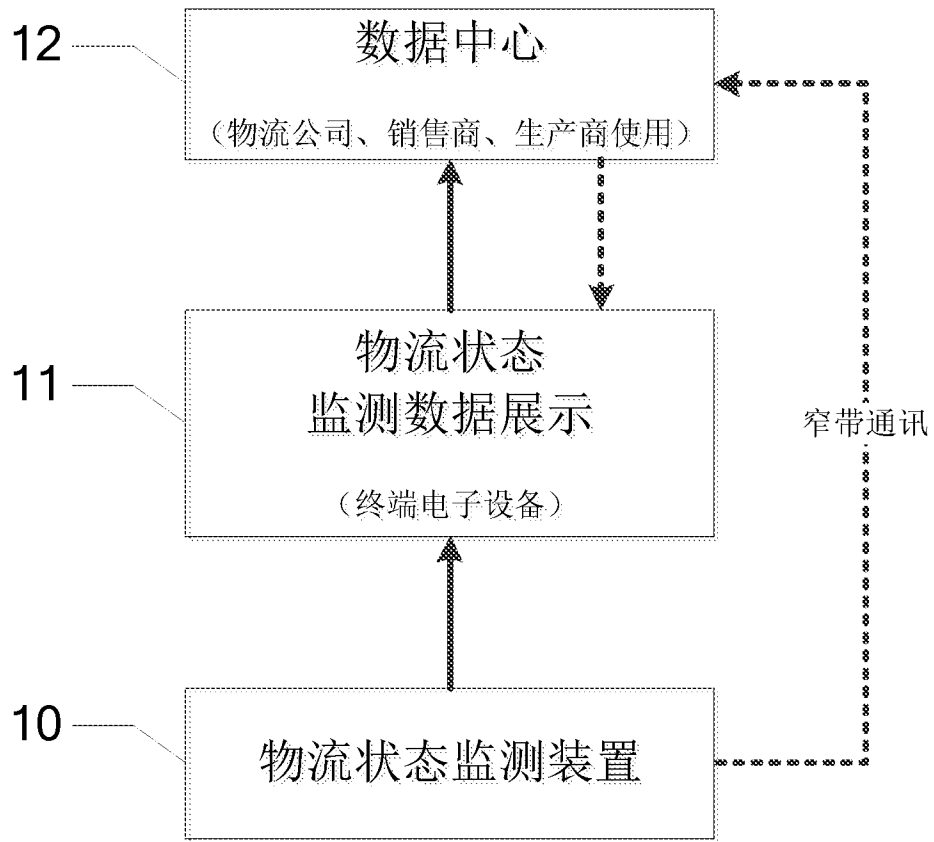 12
数据中心
（物流公司、销售商、生产商使用）
11
物流状态
监测数据展示
（终端电子设备）
窄带通讯
10
物流状态监测装置